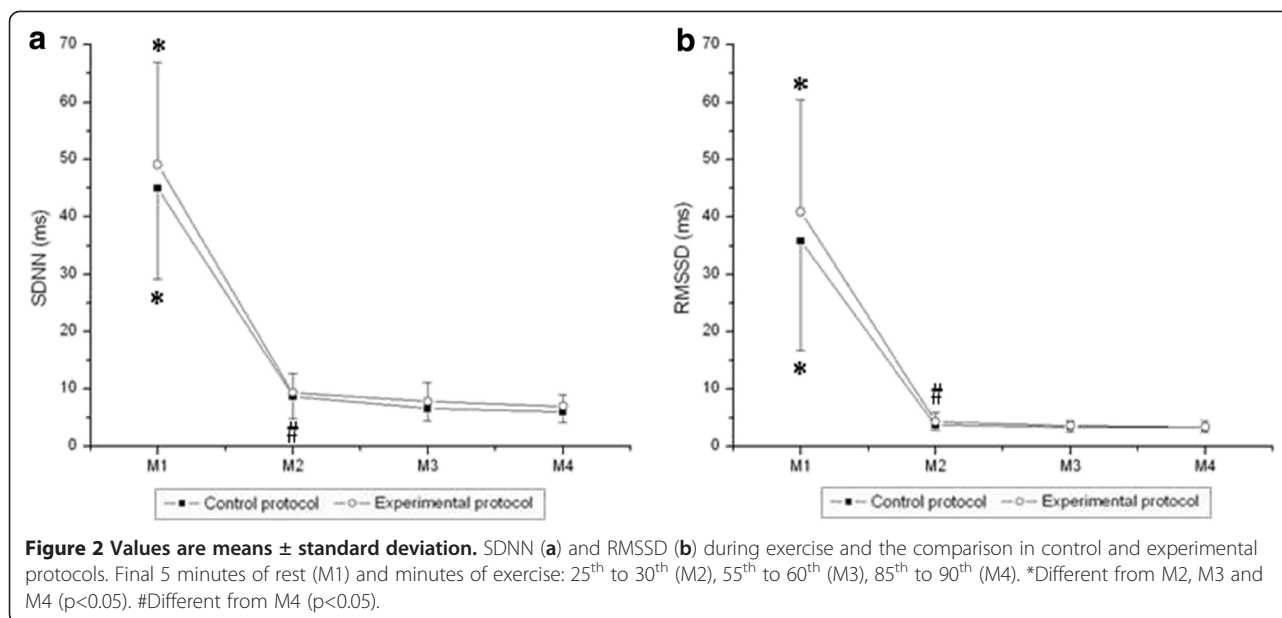 a
70
60
50
40
30
20
10
0
SDNN (ms)
*
*
#
M1 M2 M3 M4
Control protocol Experimental protocol
b
70
60
50
40
30
20
10
0
RMSSD (ms)
*
*
#
M1 M2 M3 M4
Control protocol Experimental protocol
Figure 2 Values are means ± standard deviation. SDNN (a) and RMSSD (b) during exercise and the comparison in control and experimental
protocols. Final 5 minutes of rest (M1) and minutes of exercise: 25th to 30th (M2), 55th to 60th (M3), 85th to 90th (M4). *Different from M2, M3 and
M4 (p<0.05). #Different from M4 (p<0.05).